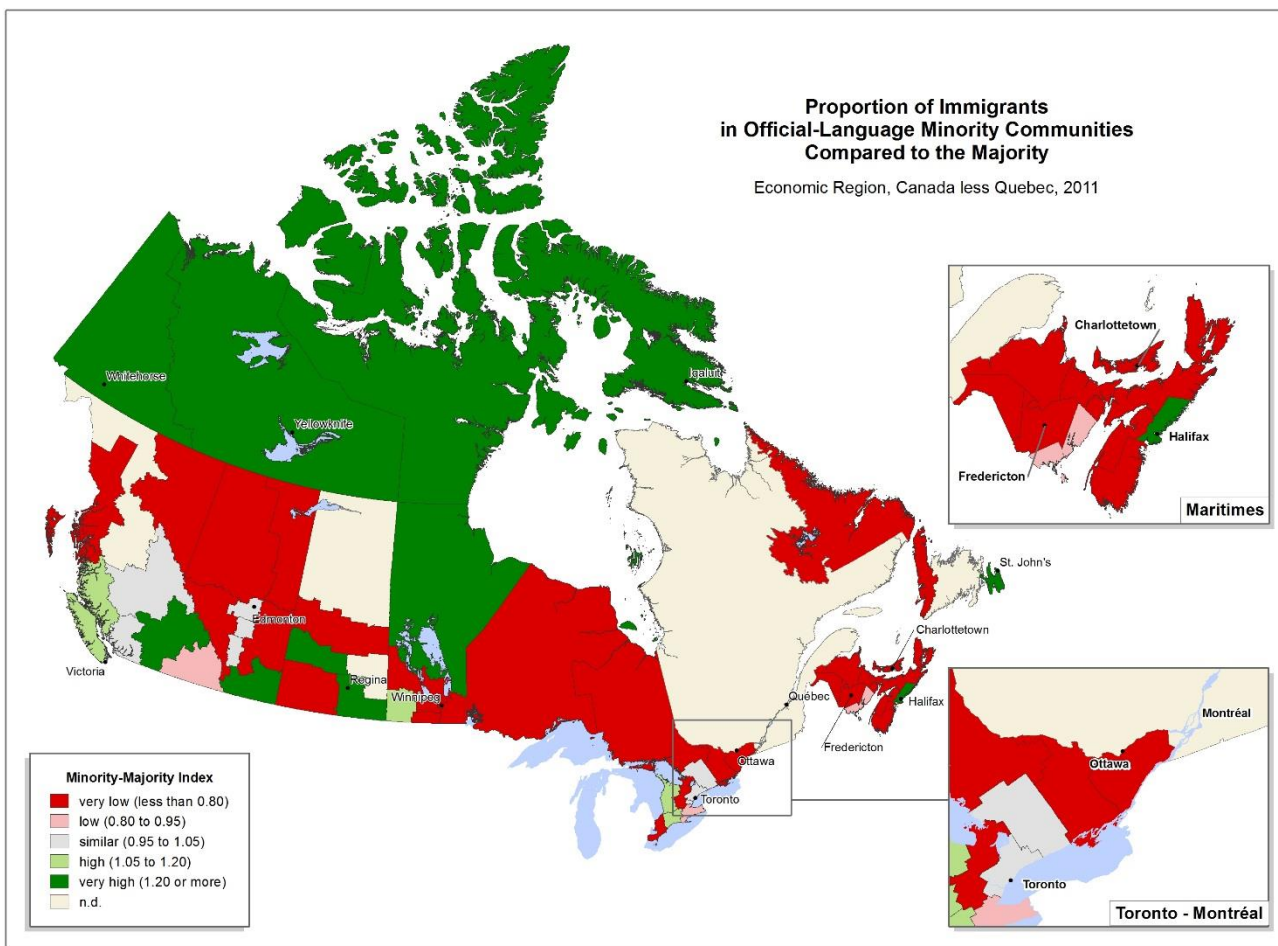 Proportion of Immigrants
in Official-Language Minority Communities
Compared to the Majority
Economic Region, Canada less Quebec, 2011
Charlottetown
Halifax
Fredericton
Maritimes
Whitehorse
Yellowknife
Iqaluit
Edmonton
Victoria
Regina
Winnipeg
St. John's
Charlottetown
Québec
Halifax
Fredericton
Ottawa
Toronto
Montréal
Ottawa
Toronto
Toronto - Montréal
Minority-Majority Index
very low (less than 0.80)
low (0.80 to 0.95)
similar (0.95 to 1.05)
high (1.05 to 1.20)
very high (1.20 or more)
n.d.